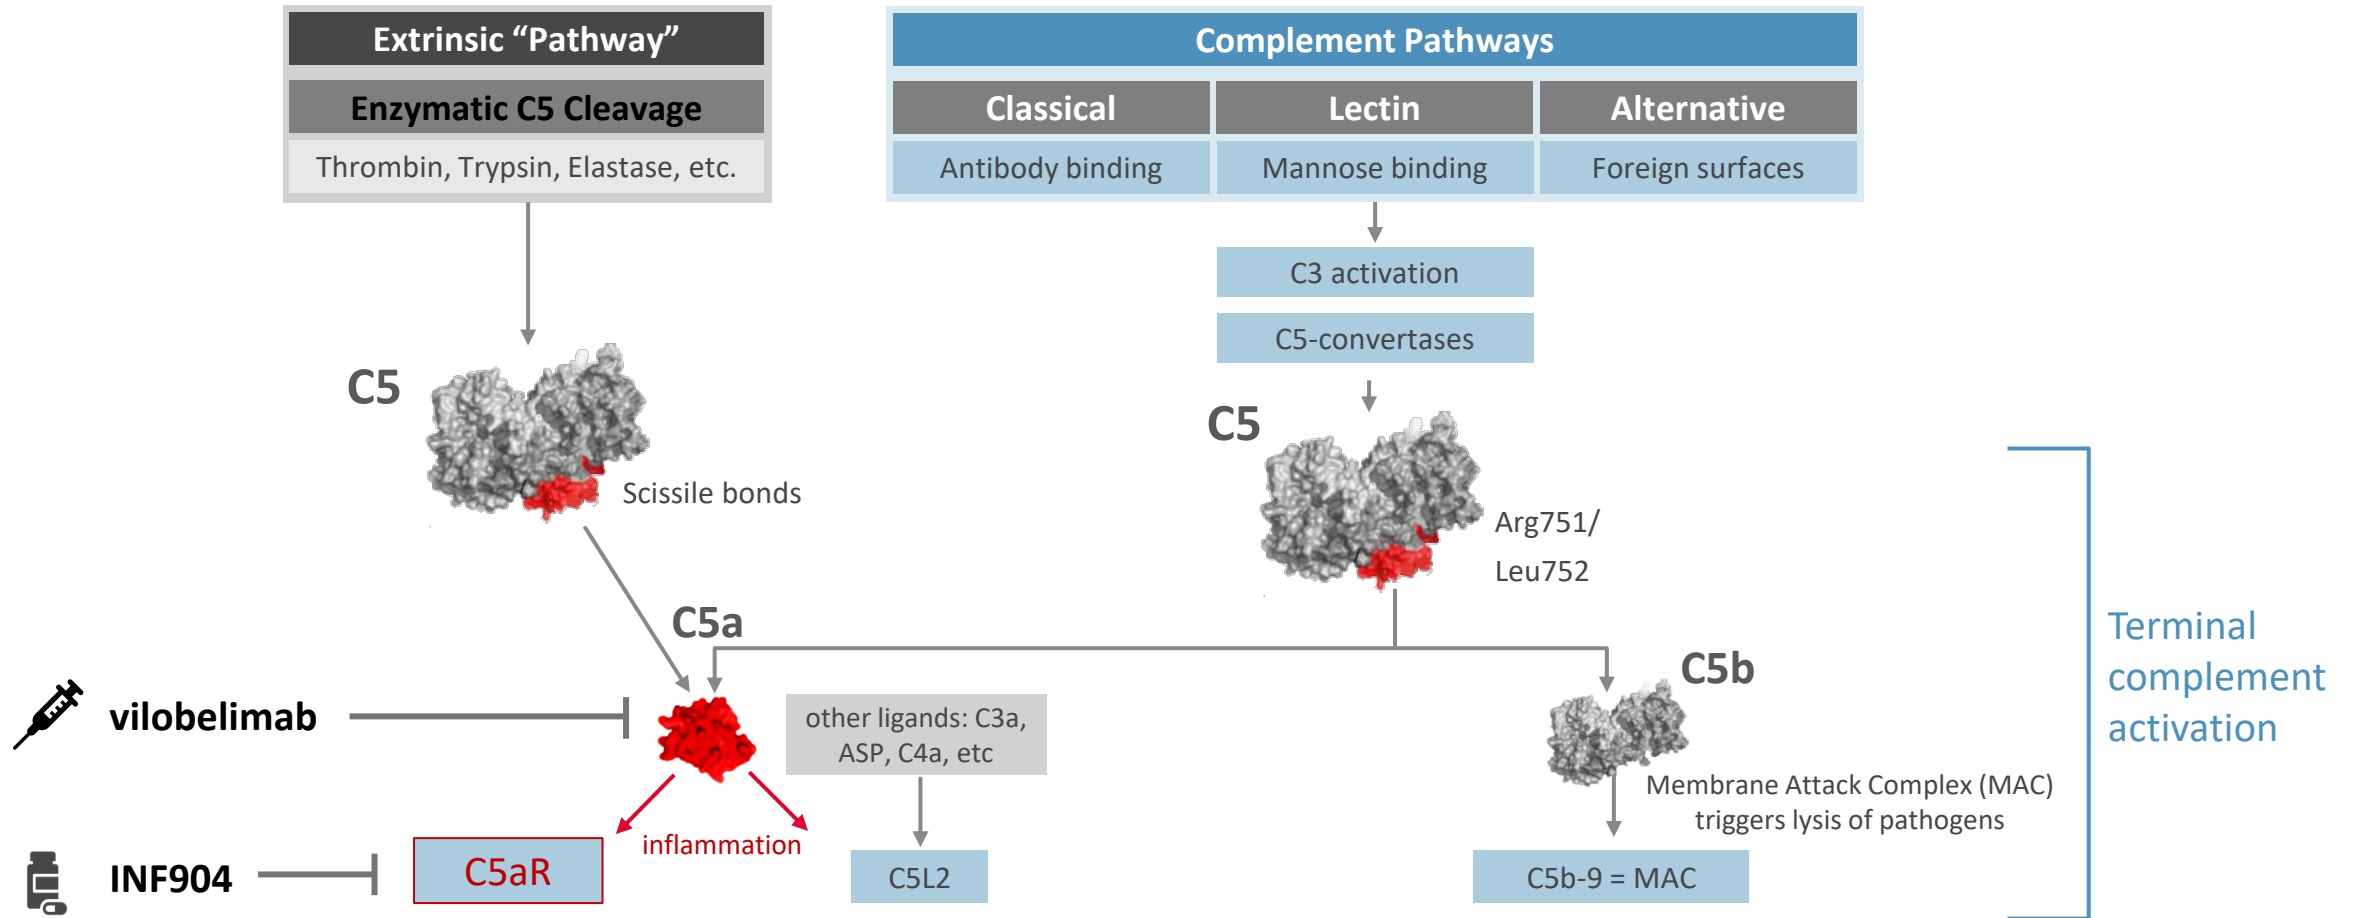 Extrinsic “Pathway”
Enzymatic C5 Cleavage
Thrombin, Trypsin, Elastase, etc.
Complement Pathways
Classical
Lectin
Alternative
Antibody binding
Mannose binding
Foreign surfaces
C3 activation
C5-convertases
C5
Scissile bonds
C5
Arg751/
Leu752
C5a
C5b
vilobelimab
other ligands: C3a,
ASP, C4a, etc
Membrane Attack Complex (MAC)
triggers lysis of pathogens
inflammation
INF904
C5aR
C5L2
C5b-9 = MAC
Terminal
complement
activation